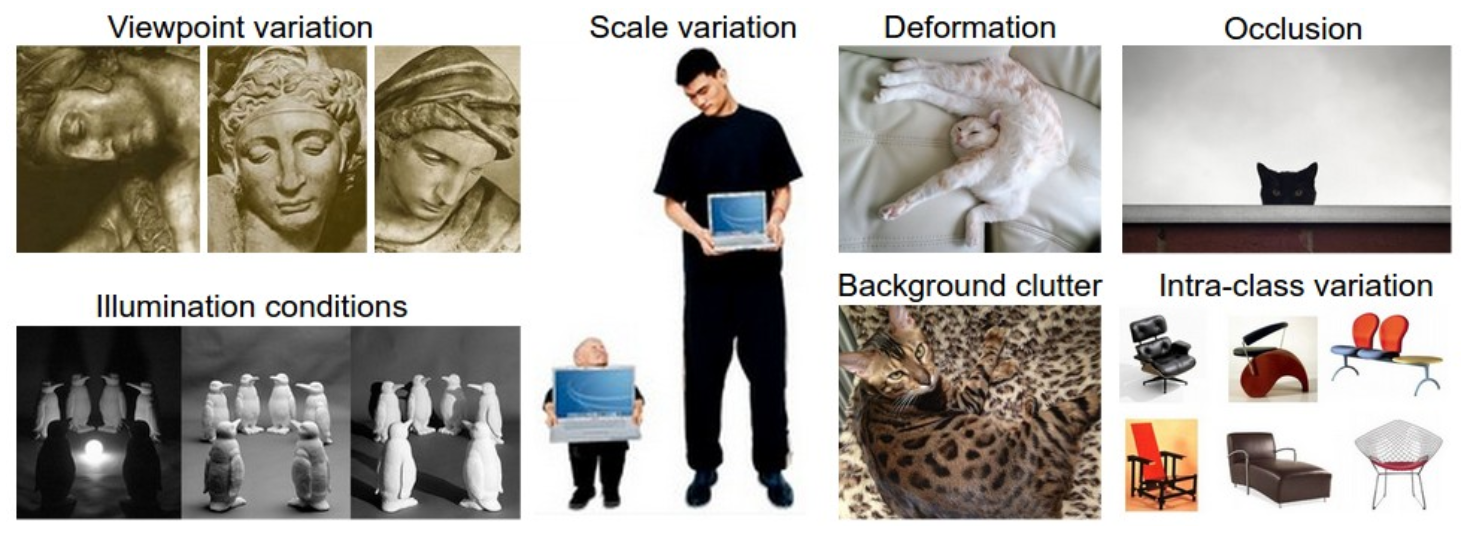 Viewpoint variation
Scale variation
Deformation
Occlusion
Illumination conditions
Background clutter
Intra-class variation